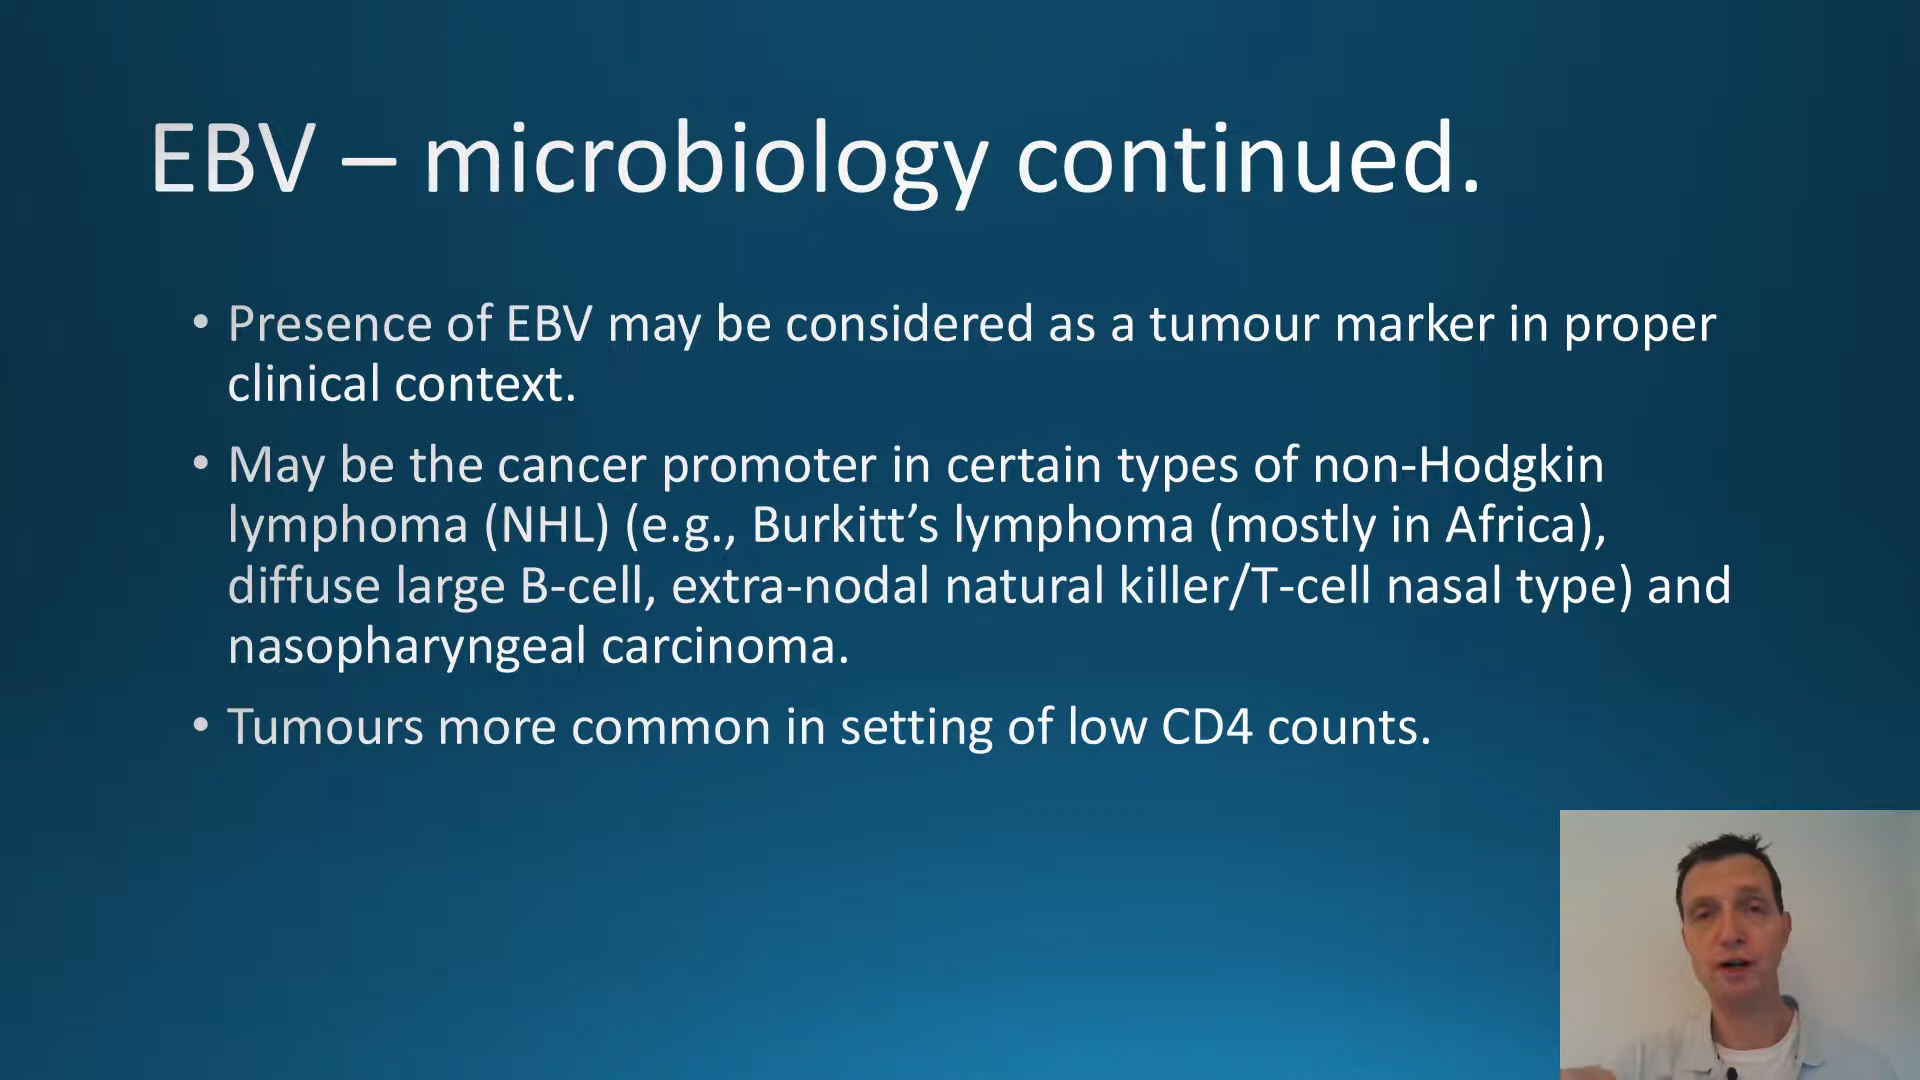 EBV – microbiology continued.
• Presence of EBV may be considered as a tumour marker in proper
clinical context.
• May be the cancer promoter in certain types of non-Hodgkin
lymphoma (NHL) (e.g., Burkitt’s lymphoma (mostly in Africa),
diffuse large B-cell, extra-nodal natural killer/T-cell nasal type) and
nasopharyngeal carcinoma.
• Tumours more common in setting of low CD4 counts.